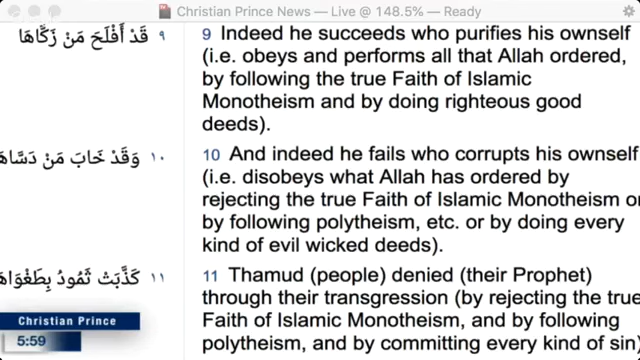 Christian Prince News — Live @ 148.5% — Ready
٩ قَدْ أَفْلَحَ مَنْ زَكَّاهَا
9 Indeed he succeeds who purifies his ownself
(i.e. obeys and performs all that Allah ordered,
by following the true Faith of Islamic
Monotheism and by doing righteous good
deeds).
١٠ وَقَدْ خَابَ مَنْ
10 And indeed he fails who corrupts his ownself
(i.e. disobeys what Allah has ordered by
rejecting the true Faith of Islamic Monotheism or
by following polytheism, etc. or by doing every
kind of evil wicked deeds).
١١ كَذَّبَتْ ثَمُودُ
11 Thamud (people) denied (their Prophet)
through their transgression (by rejecting the true
Faith of Islamic Monotheism, and by following
polytheism, and by committing every kind of sin)
Christian Prince
5:59